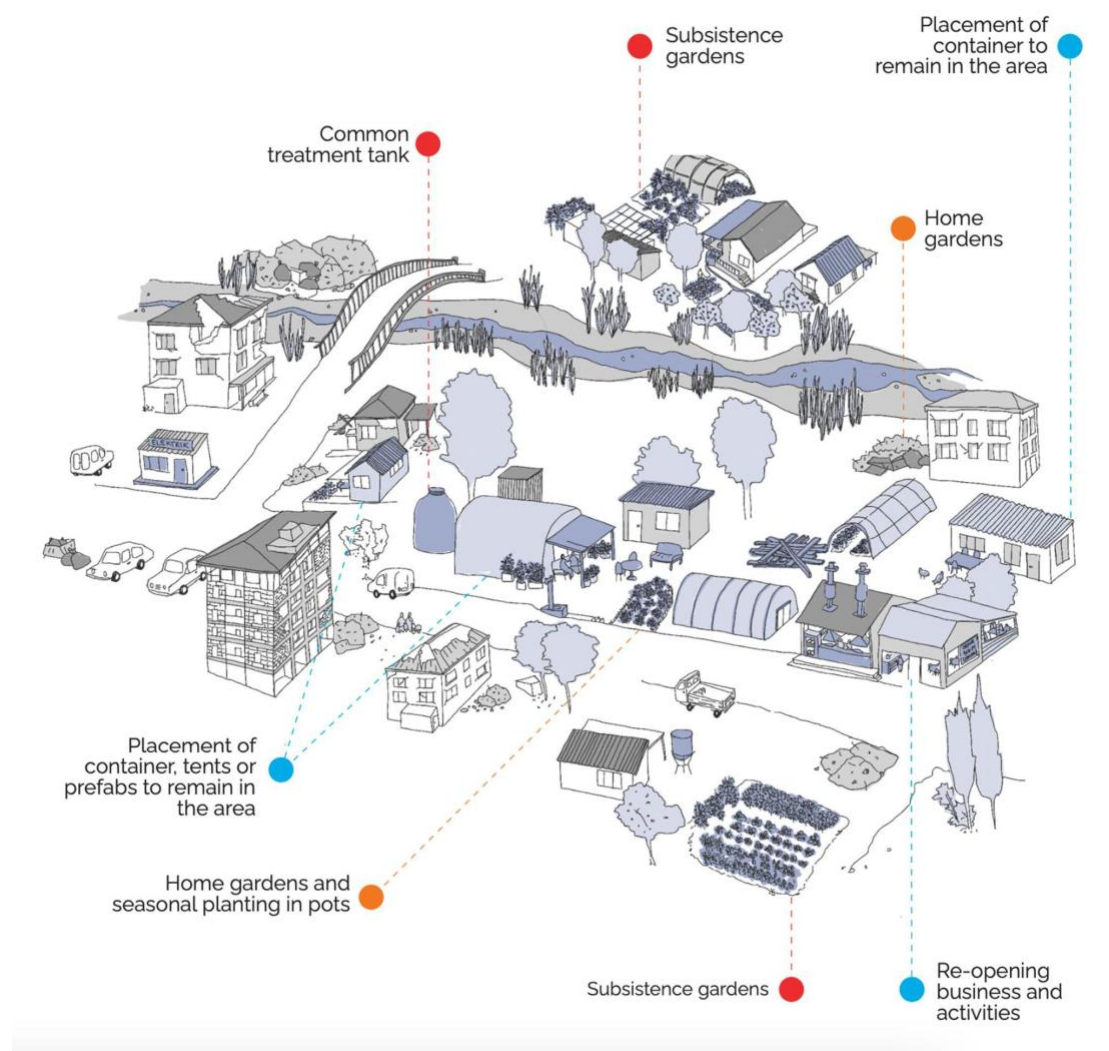 Placement of
container to
remain in the area
Subsistence
gardens
Common
treatment tank
Home
gardens
ELEKTRIK
Placement of
container, tents or
prefabs to remain in
the area
Home gardens and
seasonal planting in pots
Subsistence gardens
Re-opening
business and
activities